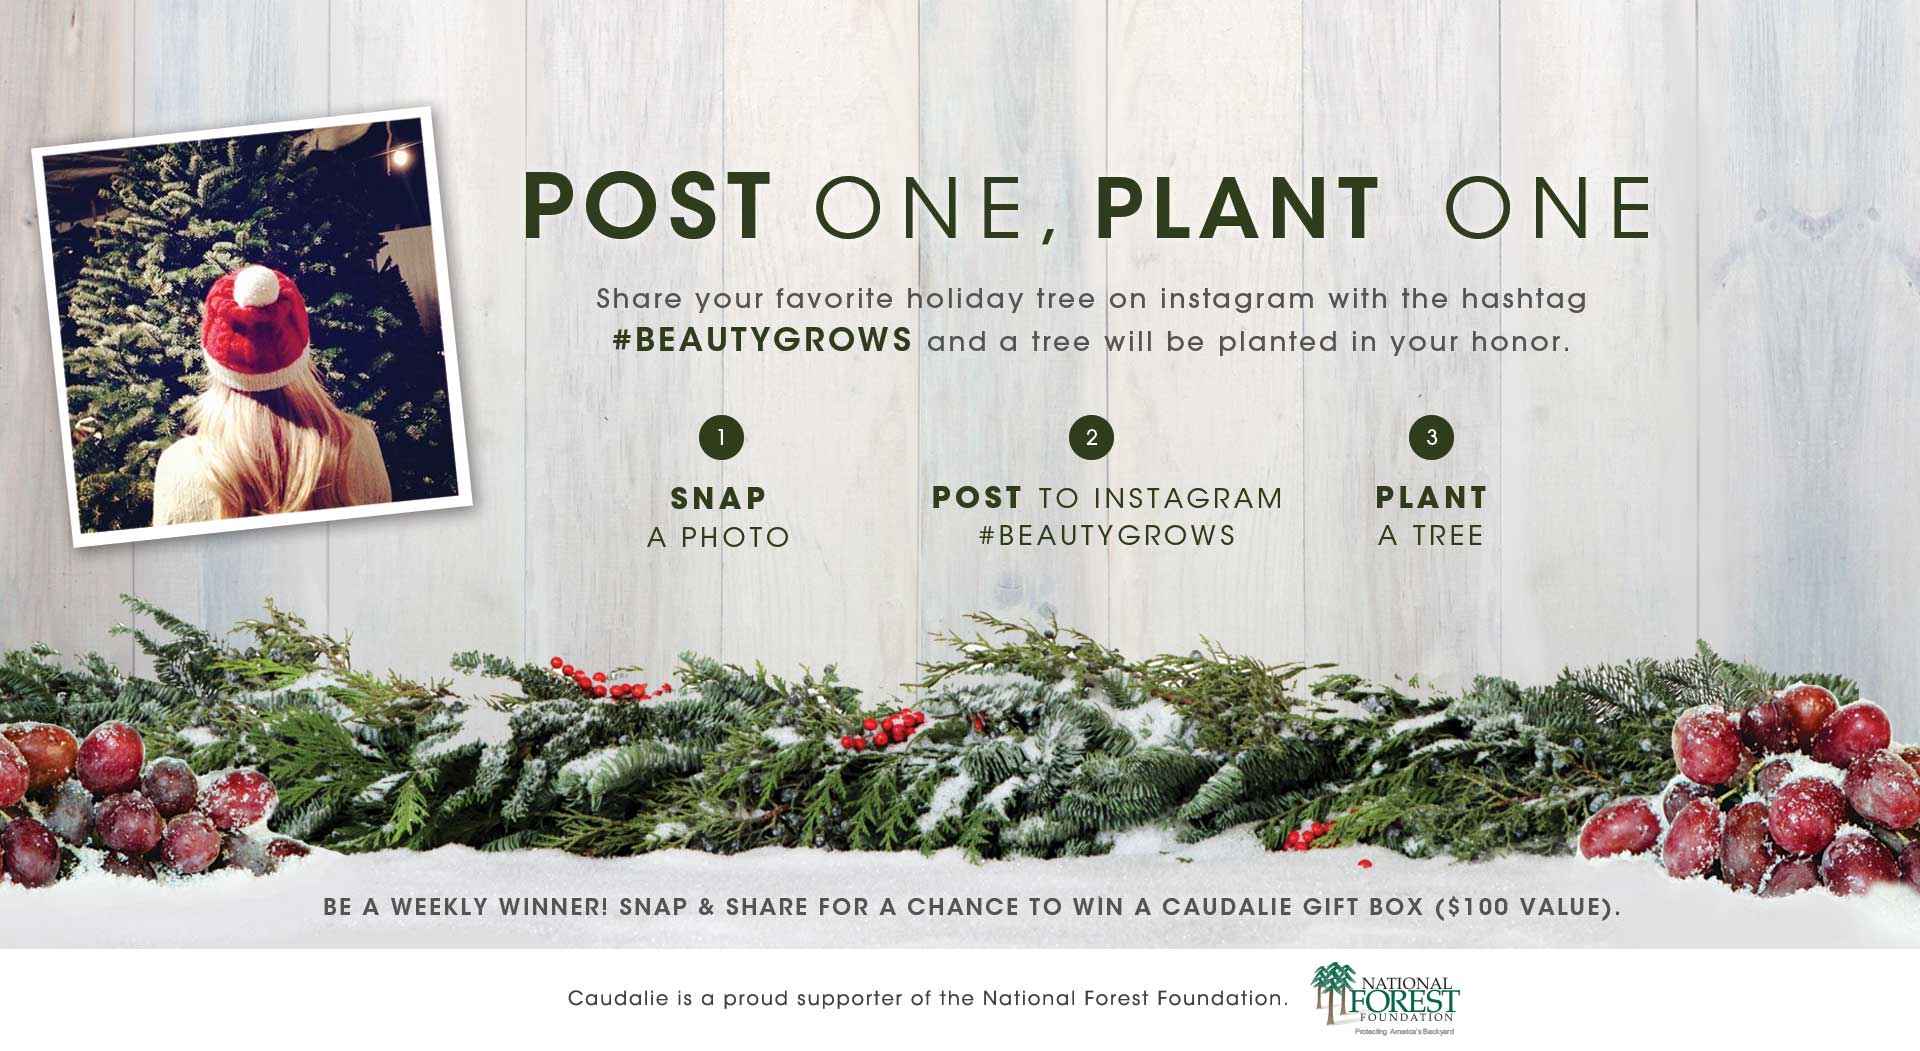 POST ONE, PLANT ONE
Share your favorite holiday tree on instagram with the hashtag
#BEAUTYGROWS and a tree will be planted in your honor.
1
SNAP
A PHOTO
2
POST TO INSTAGRAM
#BEAUTYGROWS
3
PLANT
A TREE
BE A WEEKLY WINNER! SNAP & SHARE FOR A CHANCE TO WIN A CAUDALIE GIFT BOX ($100 VALUE).
Caudalie is a proud supporter of the National Forest Foundation.
NATIONAL
FOREST
FOUNDATION
Protecting America's Backyard